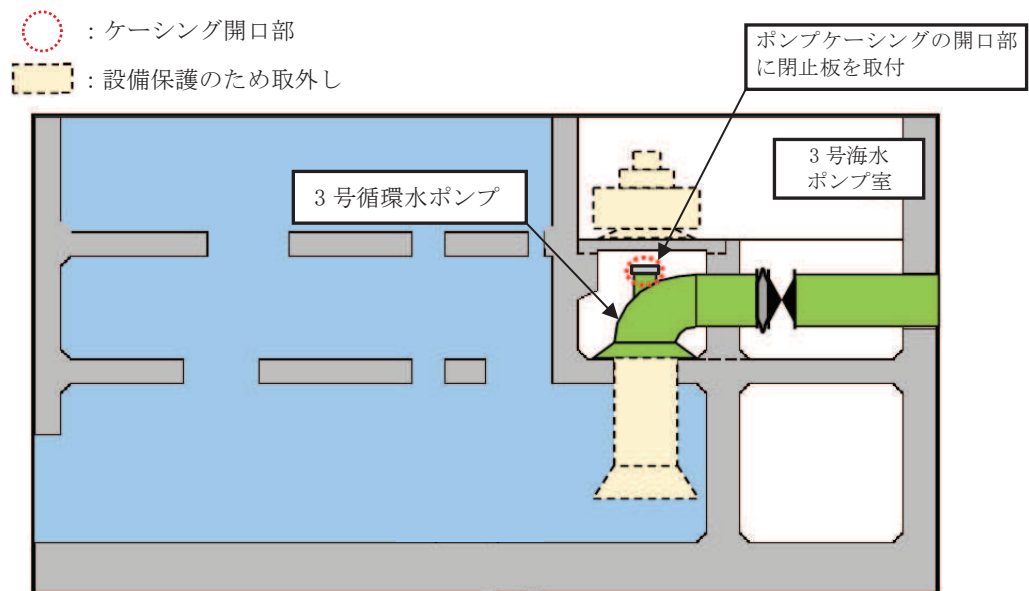 ：ケーシング開口部
：設備保護のため取外し
ポンプケーシングの開口部
に閉止板を取付
3 号海水
ポンプ室
3 号循環水ポンプ